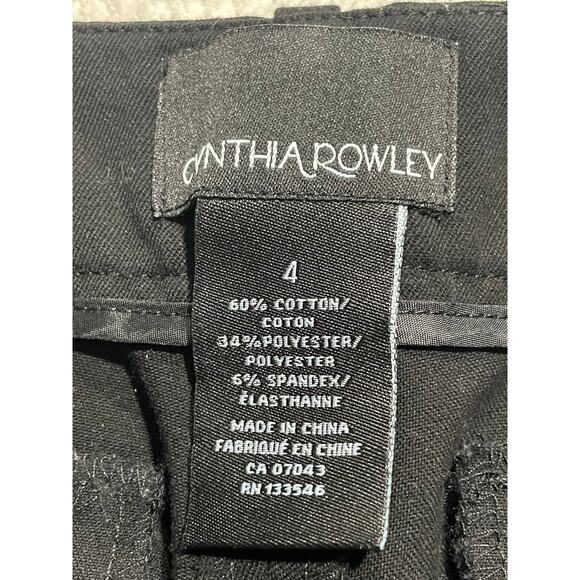 CYNTHIA ROWLEY
4
60% COTTON/
COTON
34% POLYESTER/
POLYESTER
6% SPANDEX/
ÉLASTHANNE
MADE IN CHINA
FABRIQUÉ EN CHINE
CA 07043
RN 133546